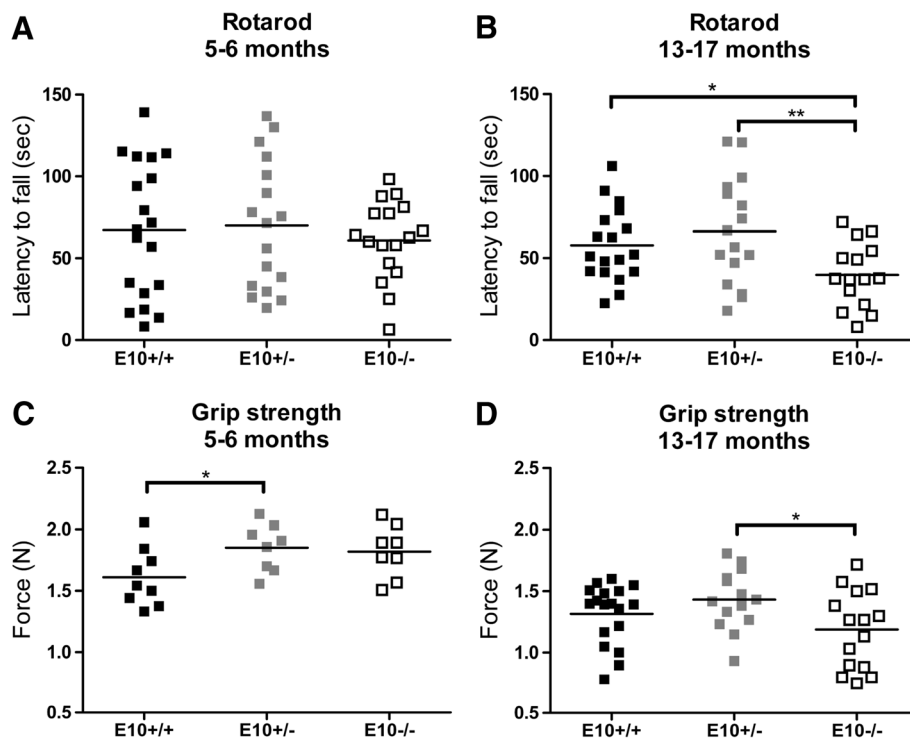 A
Rotarod
5-6 months
Latency to fall (sec)
150
100
50
0
E10+/+
E10+/-
E10-/-
B
Rotarod
13-17 months
Latency to fall (sec)
150
100
50
0
*
**
E10+/+
E10+/-
E10-/-
C
Grip strength
5-6 months
Force (N)
2.5
2.0
1.5
1.0
0.5
*
E10+/+
E10+/-
E10-/-
D
Grip strength
13-17 months
Force (N)
2.5
2.0
1.5
1.0
0.5
*
E10+/+
E10+/-
E10-/-